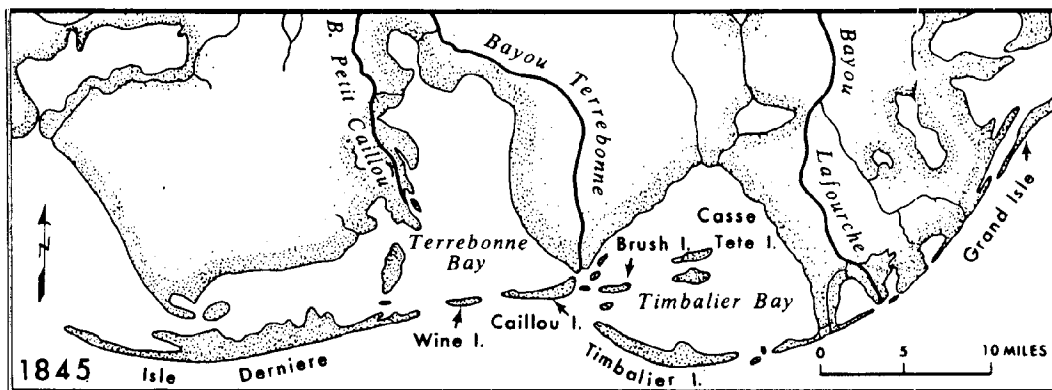 B. Petit Caillou
Bayou Terrebonne
Bayou Lafourche
Grand Isle
Casse
Tete I.
Brush I.
Terrebonne
Bay
Timbalier Bay
Wine I.
Caillou I.
Timbalier I.
Isle Derniere
1845
N
0 5 10 MILES